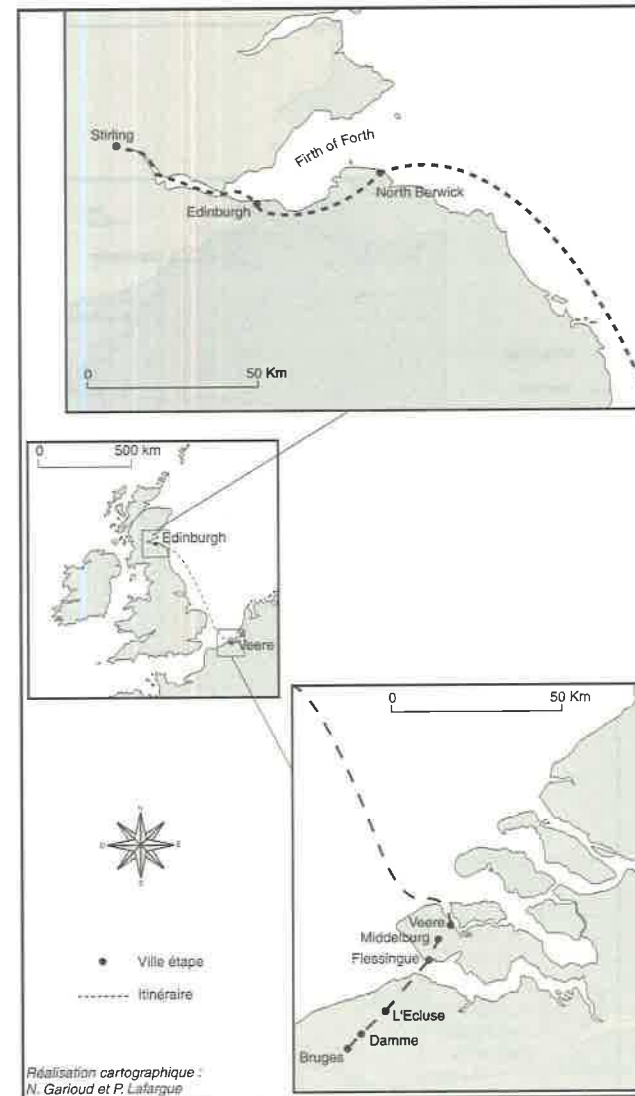 Stirling
Firth of Forth
Edinburgh
North Berwick
0 50 Km
0 500 km
Edinburgh
Veere
0 50 Km
Veere
Middelburg
Flessingue
L'Ecluse
Damme
Bruges
N
O E
S
Ville étape
Itinéraire
Réalisation cartographique :
N. Garioud et P. Lafargue